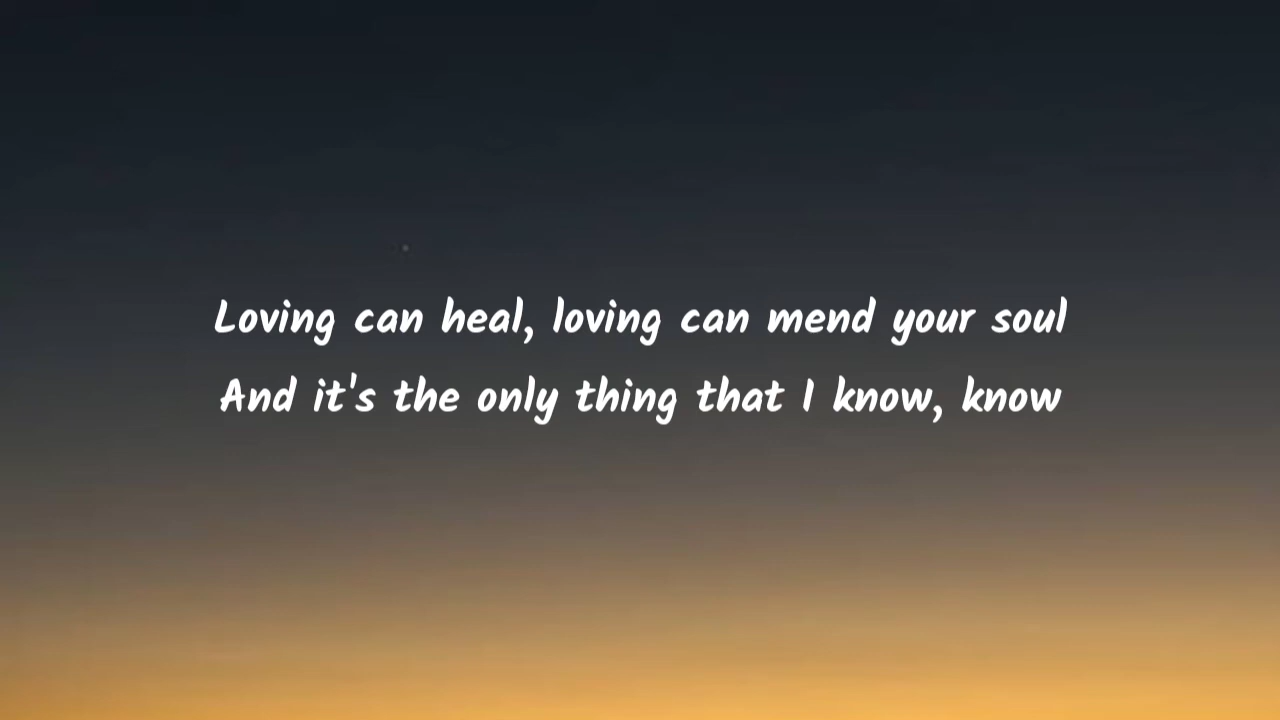 Loving can heal, loving can mend your soul
And it's the only thing that I know, know